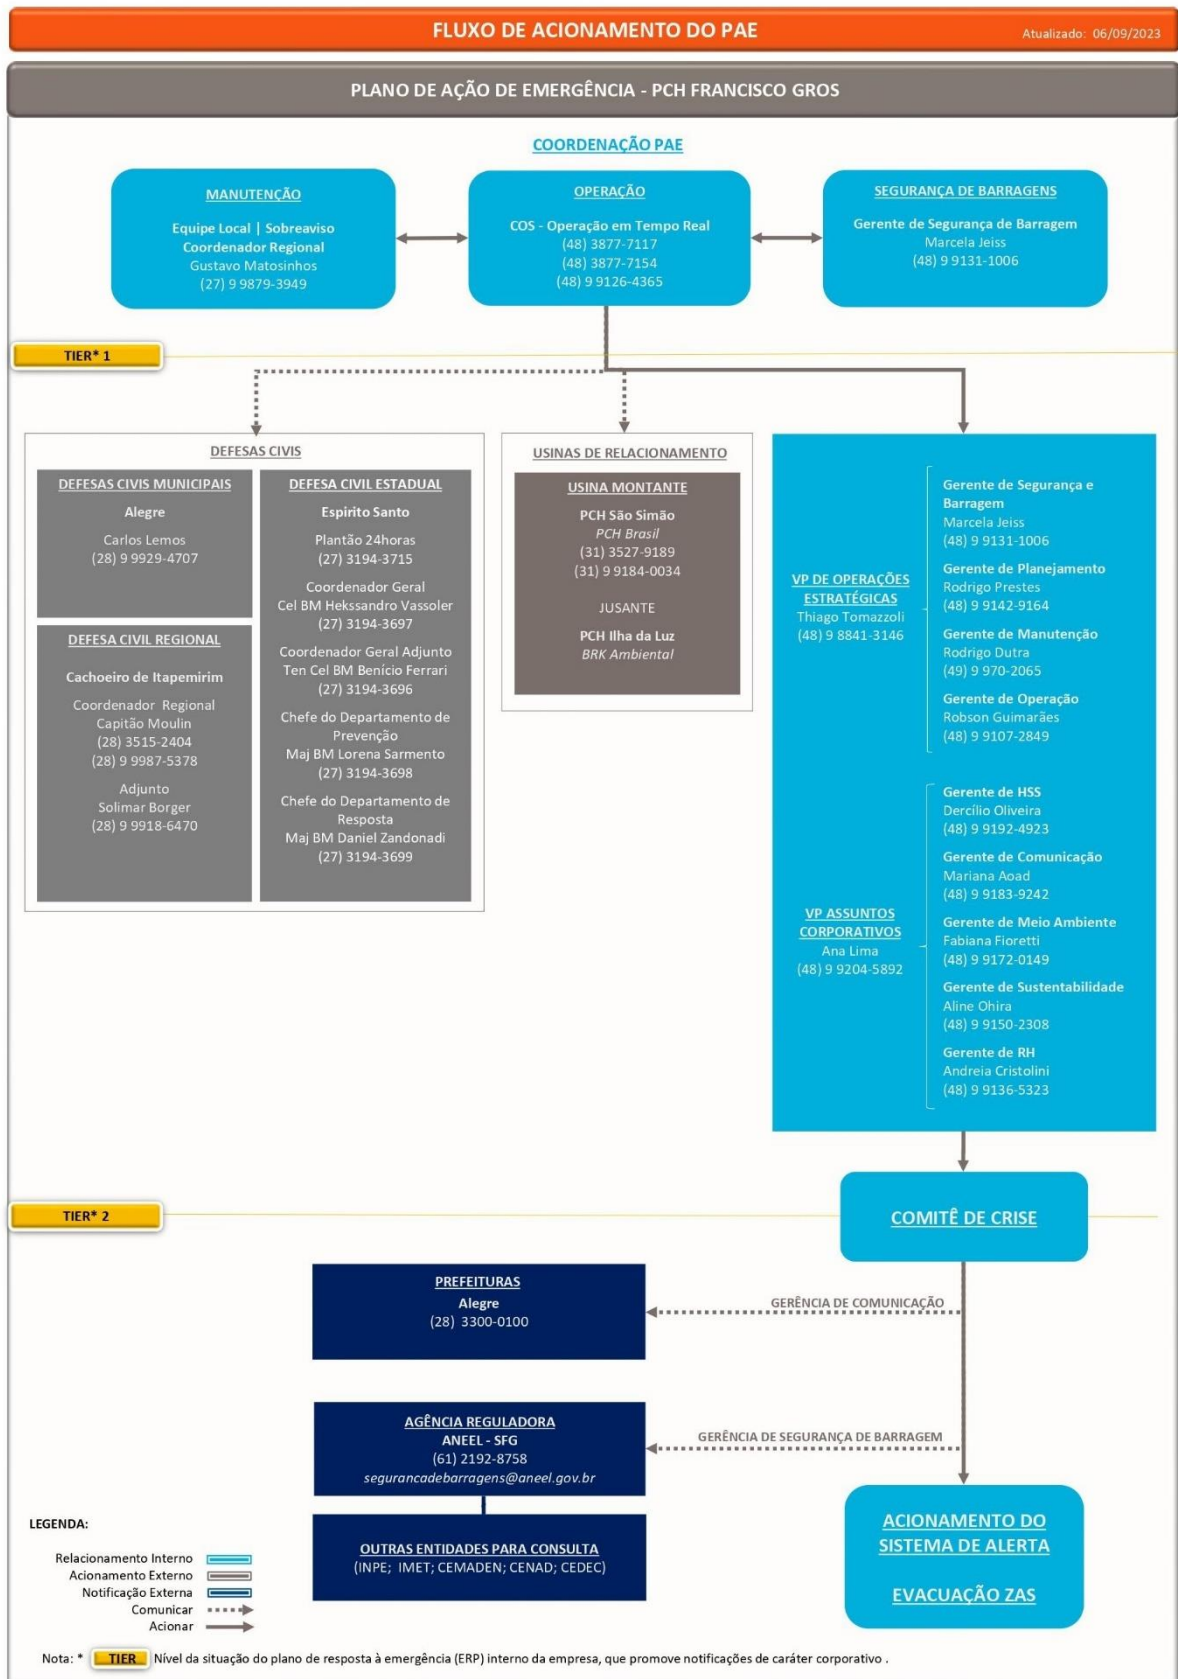 FLUXO DE ACIONAMENTO DO PAE
Atualizado: 06/09/2023
PLANO DE AÇÃO DE EMERGÊNCIA - PCH FRANCISCO GROS
COORDENAÇÃO PAE
MANUTENÇÃO
Equipe Local | Sobreaviso
Coordenador Regional
Gustavo Matosinhos
(27) 9 9879-3949
OPERAÇÃO
COS - Operação em Tempo Real
(48) 3877-7117
(48) 3877-7154
(48) 9 9126-4365
SEGURANÇA DE BARRAGENS
Gerente de Segurança de Barragem
Marcela Jeiss
(48) 9 9131-1006
TIER* 1
DEFESAS CIVIS
DEFESAS CIVIS MUNICIPAIS
Alegre
Carlos Lemos
(28) 9 9929-4707
DEFESA CIVIL REGIONAL
Cachoeiro de Itapemirim
Coordenador Regional
Capitão Moulin
(28) 3515-2404
(28) 9 9987-5378
Adjunto
Solimar Borger
(28) 9 9918-6470
DEFESA CIVIL ESTADUAL
Espirito Santo
Plantão 24horas
(27) 3194-3715
Coordenador Geral
Cel BM Hekssandro Vassoler
(27) 3194-3697
Coordenador Geral Adjunto
Ten Cel BM Benício Ferrari
(27) 3194-3696
Chefe do Departamento de
Prevenção
Maj BM Lorena Sarmento
(27) 3194-3698
Chefe do Departamento de
Resposta
Maj BM Daniel Zandonadi
(27) 3194-3699
USINAS DE RELACIONAMENTO
USINA MONTANTE
PCH São Simão
PCH Brasil
(31) 3527-9189
(31) 9 9184-0034
JUSANTE
PCH Ilha da Luz
BRK Ambiental
VP DE OPERAÇÕES
ESTRATÉGICAS
Thiago Tomazzoli
(48) 9 8841-3146
Gerente de Segurança e
Barragem
Marcela Jeiss
(48) 9 9131-1006
Gerente de Planejamento
Rodrigo Prestes
(48) 9 9142-9164
Gerente de Manutenção
Rodrigo Dutra
(49) 9 970-2065
Gerente de Operação
Robson Guimarães
(48) 9 9107-2849
VP ASSUNTOS
CORPORATIVOS
Ana Lima
(48) 9 9204-5892
Gerente de HSS
Dercílio Oliveira
(48) 9 9192-4923
Gerente de Comunicação
Mariana Aoad
(48) 9 9183-9242
Gerente de Meio Ambiente
Fabiana Fioretti
(48) 9 9172-0149
Gerente de Sustentabilidade
Aline Ohira
(48) 9 9150-2308
Gerente de RH
Andreia Cristolini
(48) 9 9136-5323
TIER* 2
COMITÊ DE CRISE
PREFEITURAS
Alegre
(28) 3300-0100
GERÊNCIA DE COMUNICAÇÃO
AGÊNCIA REGULADORA
ANEEL - SFG
(61) 2192-8758
segurancadebarragens@aneel.gov.br
GERÊNCIA DE SEGURANÇA DE BARRAGEM
OUTRAS ENTIDADES PARA CONSULTA
(INPE; IMET; CEMADEN; CENAD; CEDEC)
ACIONAMENTO DO
SISTEMA DE ALERTA
EVACUAÇÃO ZAS
LEGENDA:
Relacionamento Interno
Acionamento Externo
Notificação Externa
Comunicar
Acionar
Nota: * TIER Nível da situação do plano de resposta à emergência (ERP) interno da empresa, que promove notificações de caráter corporativo .